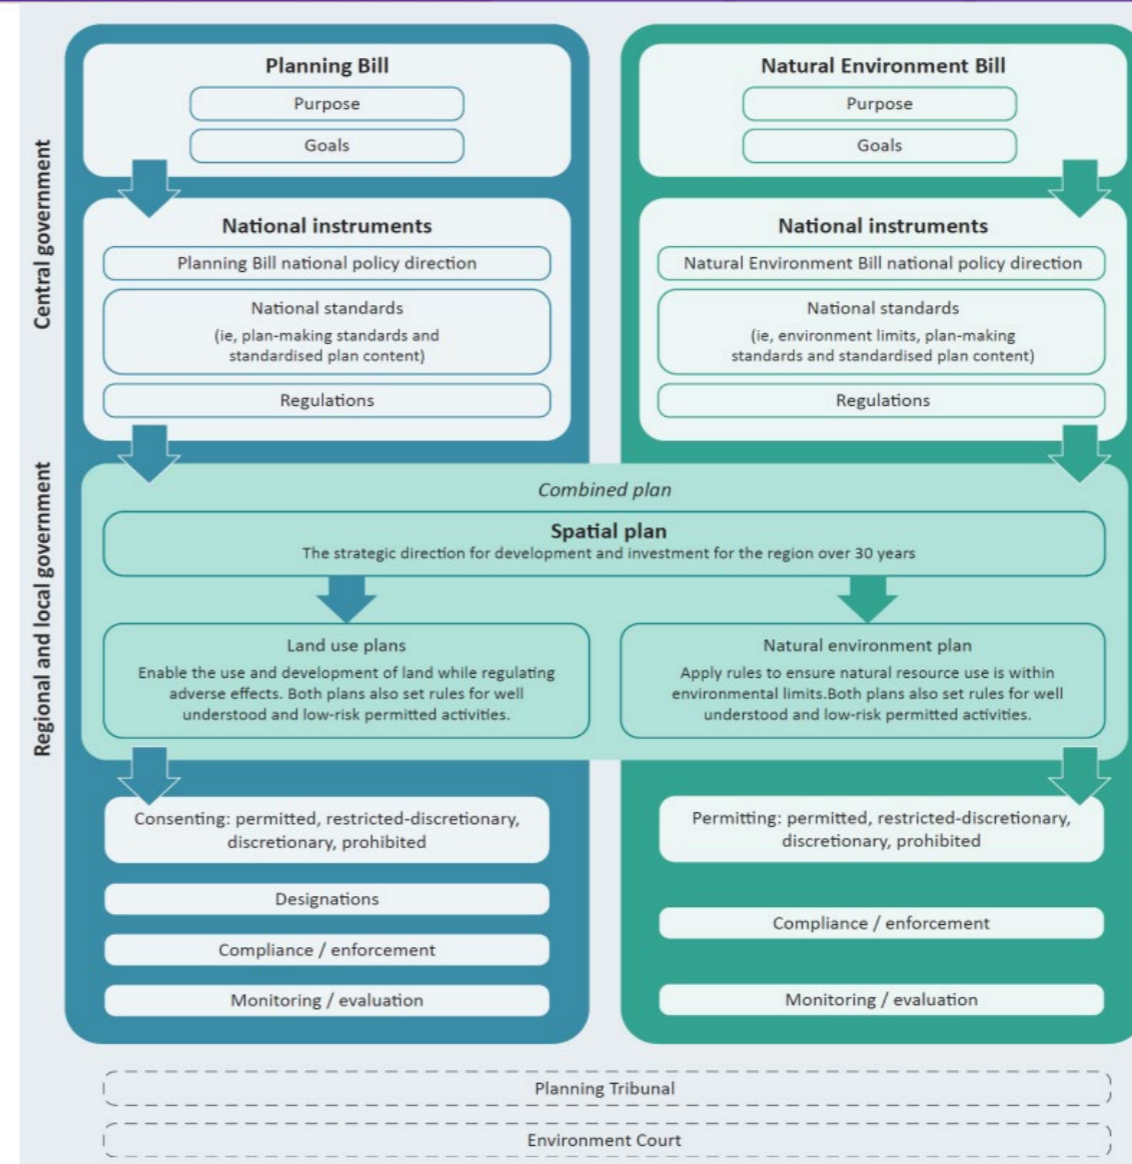 Central government
Planning Bill
Purpose
Goals
National instruments
Planning Bill national policy direction
National standards
(ie, plan-making standards and
standardised plan content)
Regulations
Natural Environment Bill
Purpose
Goals
National instruments
Natural Environment Bill national policy direction
National standards
(ie, environment limits, plan-making
standards and standardised plan content)
Regulations
Regional and local government
Combined plan
Spatial plan
The strategic direction for development and investment for the region over 30 years
Land use plans
Enable the use and development of land while regulating
adverse effects. Both plans also set rules for well
understood and low-risk permitted activities.
Natural environment plan
Apply rules to ensure natural resource use is within
environmental limits.Both plans also set rules for well
understood and low-risk permitted activities.
Consenting: permitted, restricted-discretionary,
discretionary, prohibited
Designations
Compliance / enforcement
Monitoring / evaluation
Permitting: permitted, restricted-discretionary,
discretionary, prohibited
Compliance / enforcement
Monitoring / evaluation
Planning Tribunal
Environment Court